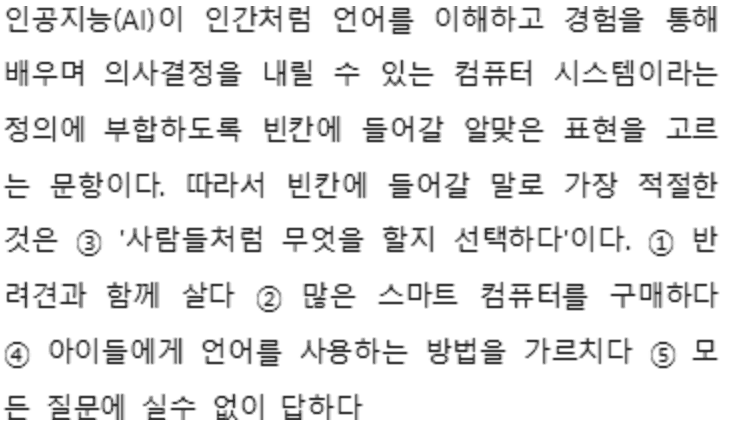 인공지능(AI)이 인간처럼 언어를 이해하고 경험을 통해
배우며 의사결정을 내릴 수 있는 컴퓨터 시스템이라는
정의에 부합하도록 빈칸에 들어갈 알맞은 표현을 고르
는 문항이다. 따라서 빈칸에 들어갈 말로 가장 적절한
것은 ③ '사람들처럼 무엇을 할지 선택하다'이다. ① 반
려견과 함께 살다 ② 많은 스마트 컴퓨터를 구매하다
④ 아이들에게 언어를 사용하는 방법을 가르치다 ⑤ 모
든 질문에 실수 없이 답하다